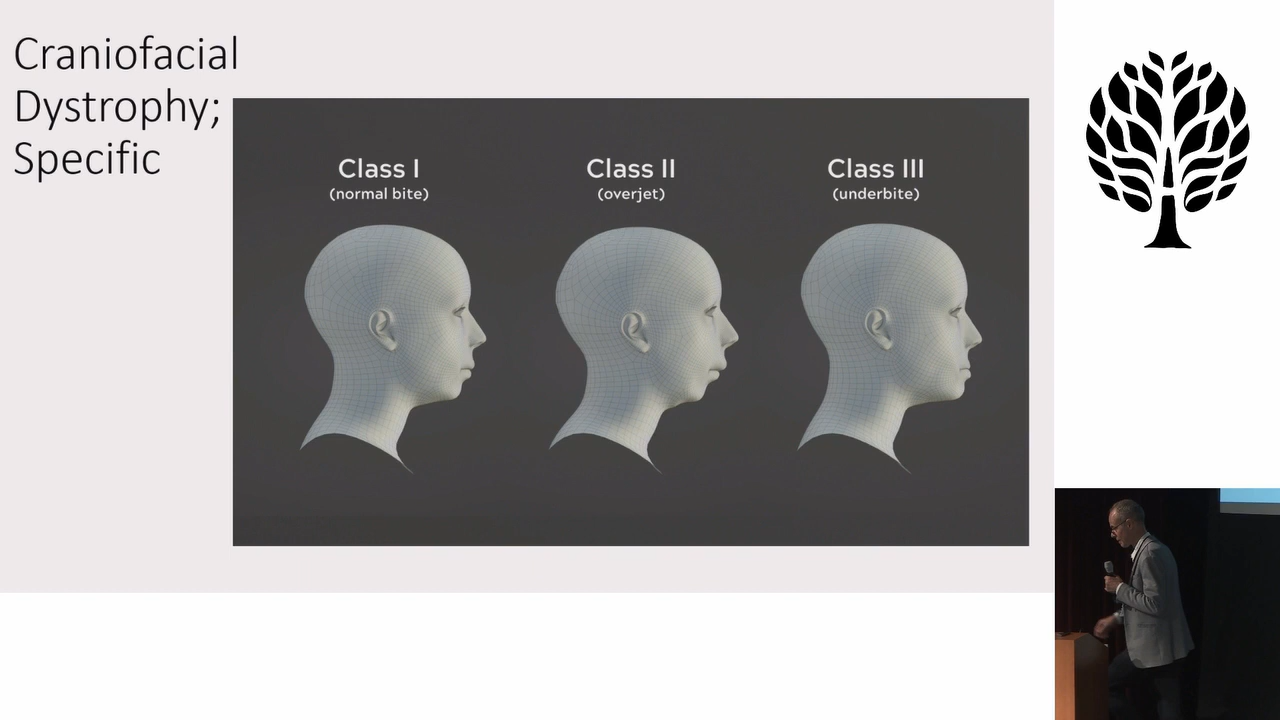 Craniofacial
Dystrophy;
Specific
Class I
(normal bite)
Class II
(overjet)
Class III
(underbite)